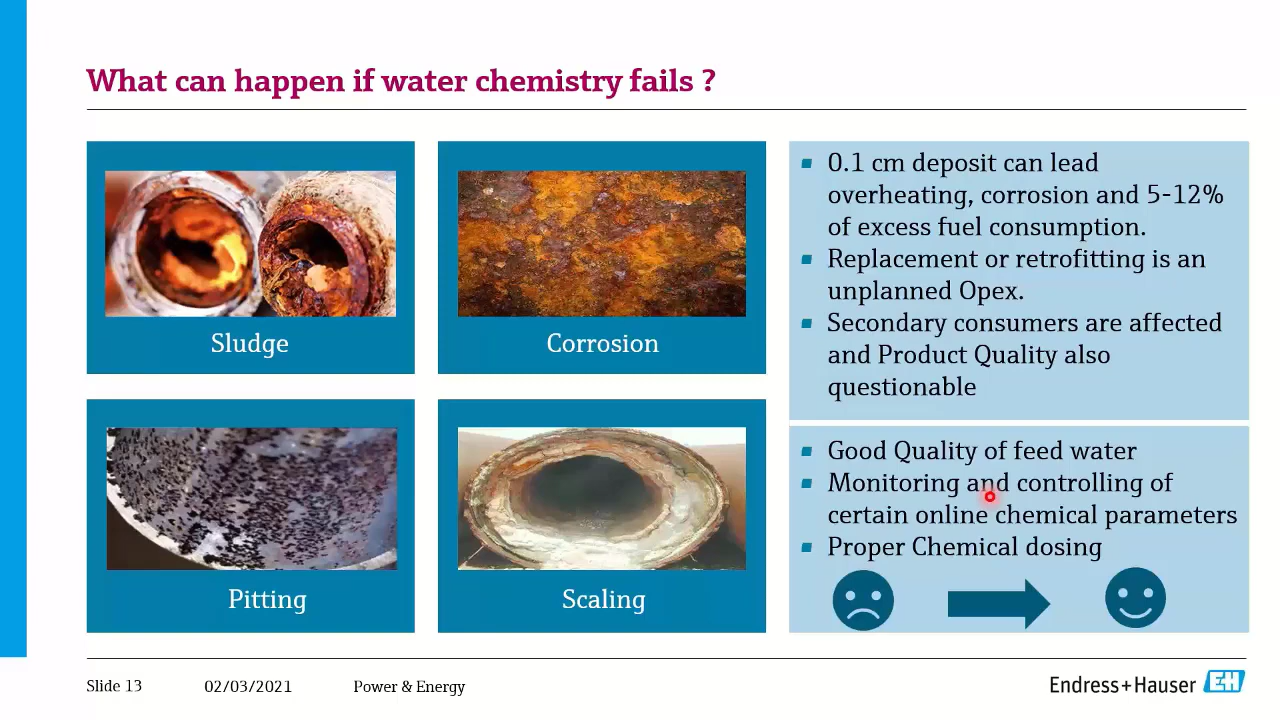 What can happen if water chemistry fails ?
Sludge
Corrosion
Pitting
Scaling
▪ 0.1 cm deposit can lead
overheating, corrosion and 5-12%
of excess fuel consumption.
▪ Replacement or retrofitting is an
unplanned Opex.
▪ Secondary consumers are affected
and Product Quality also
questionable
▪ Good Quality of feed water
▪ Monitoring and controlling of
certain online chemical parameters
▪ Proper Chemical dosing
Slide 13 02/03/2021 Power & Energy
Endress+Hauser EH